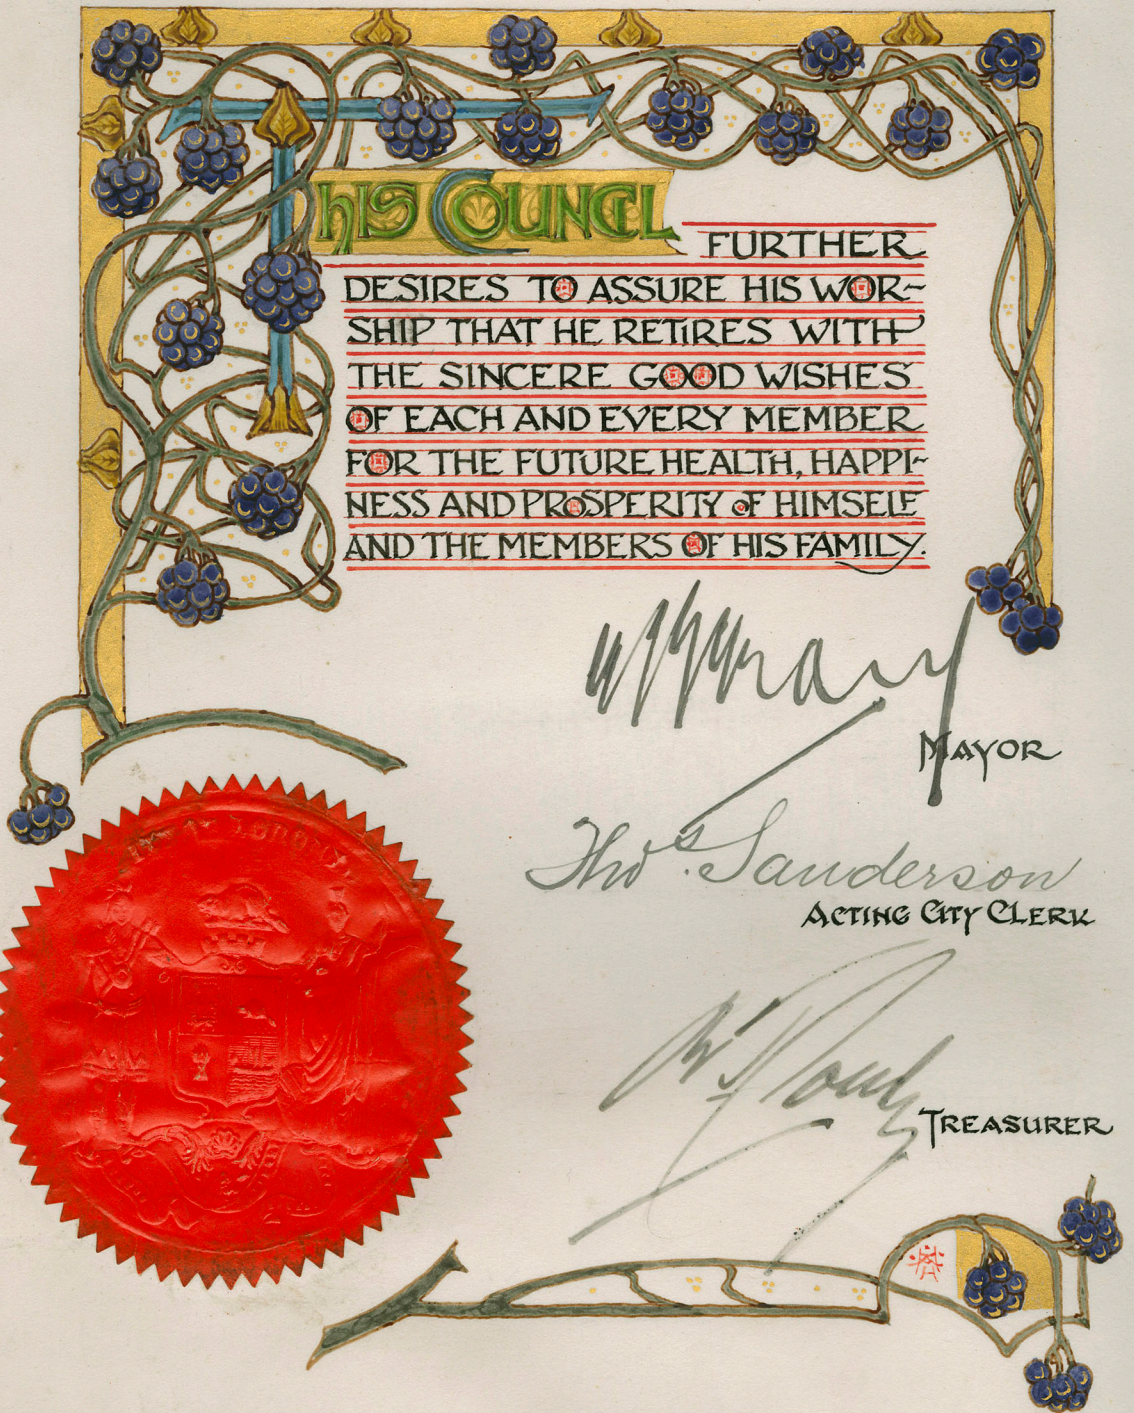 THIS COUNCIL
FURTHER
DESIRES TO ASSURE HIS WOR-
SHIP THAT HE RETIRES WITH
THE SINCERE GOOD WISHES
OF EACH AND EVERY MEMBER
FOR THE FUTURE HEALTH, HAPPI-
NESS AND PROSPERITY OF HIMSELF
AND THE MEMBERS OF HIS FAMILY.
MAYOR
Thos. Sanderson
ACTING CITY CLERK
TREASURER